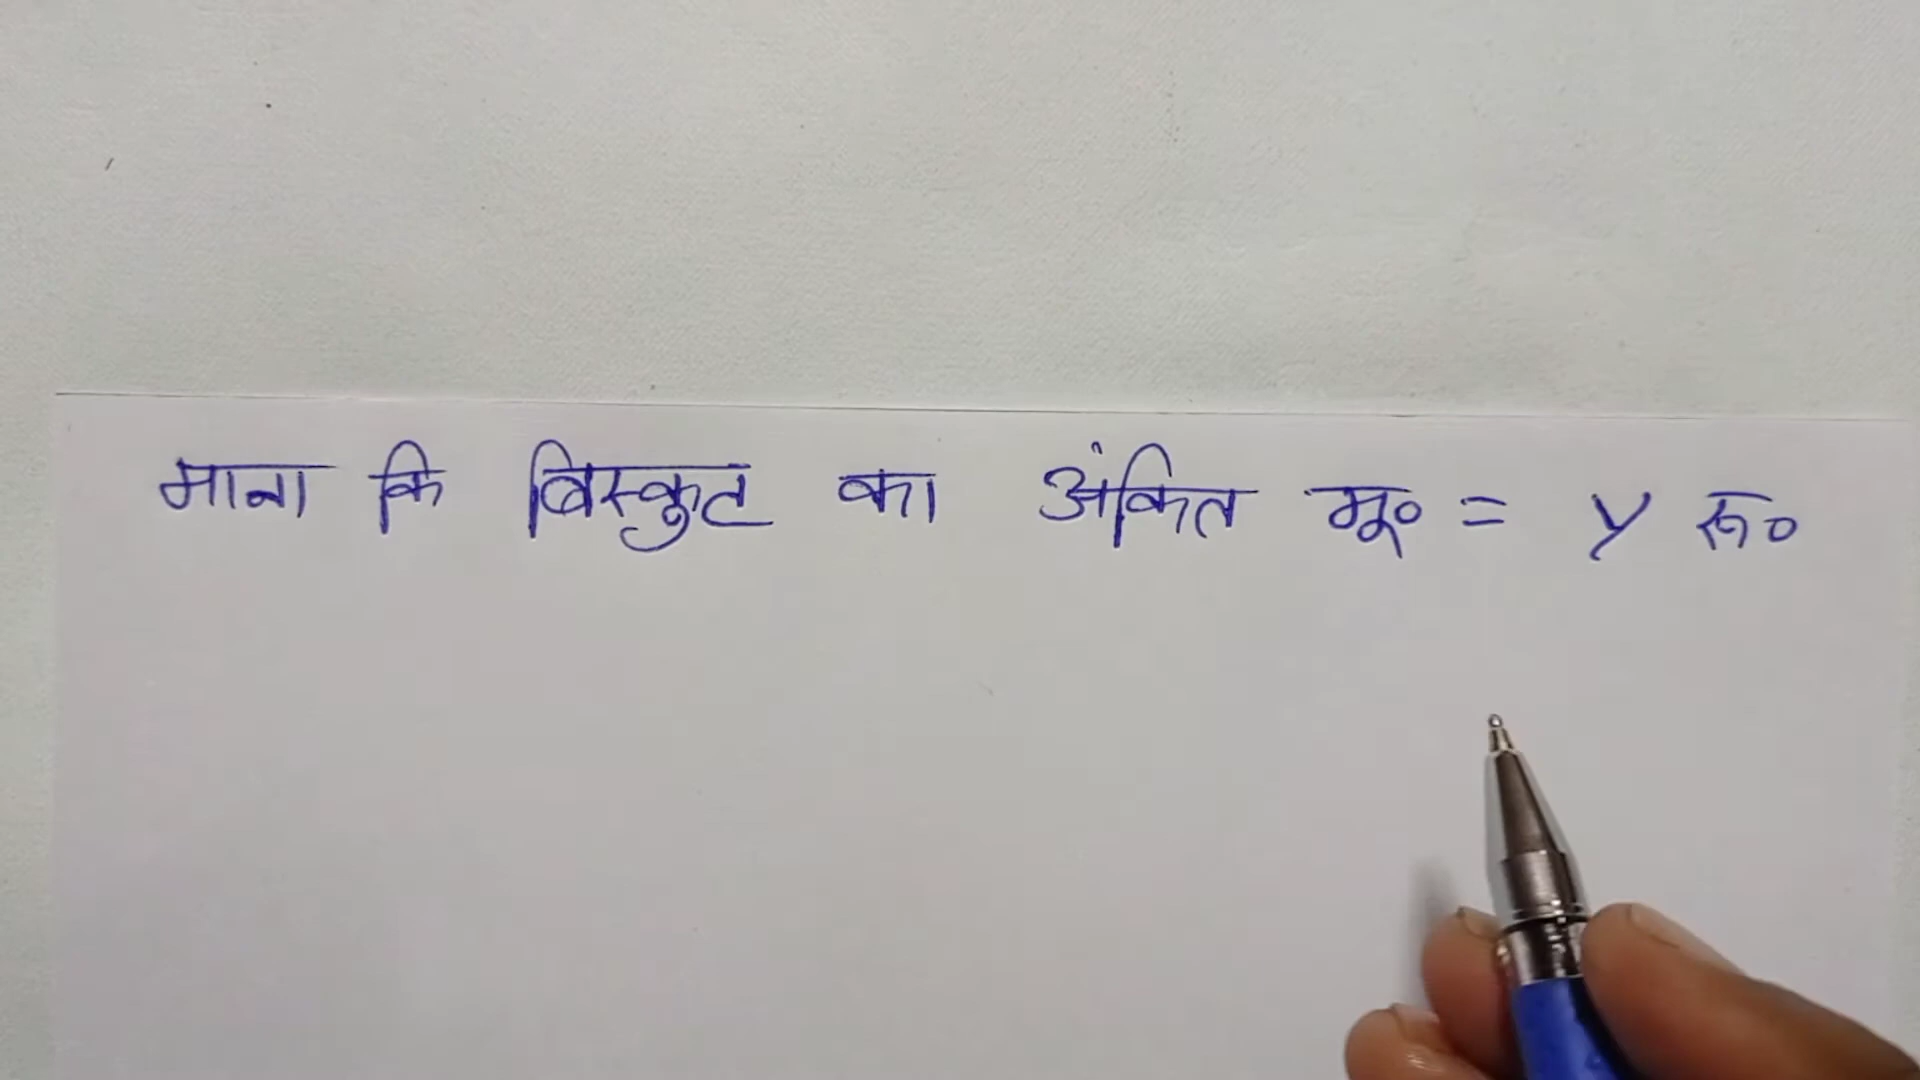 माना कि बिस्कुट का अंकित मू० = y रू०